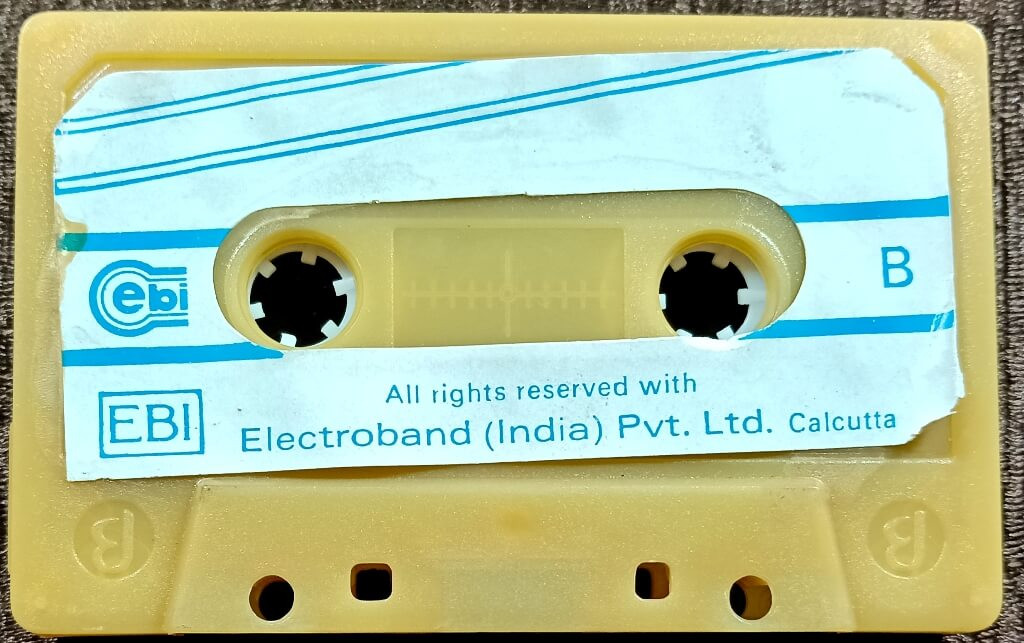 ebi
B
EBI
All rights reserved with
Electroband (India) Pvt. Ltd. Calcutta
B
B